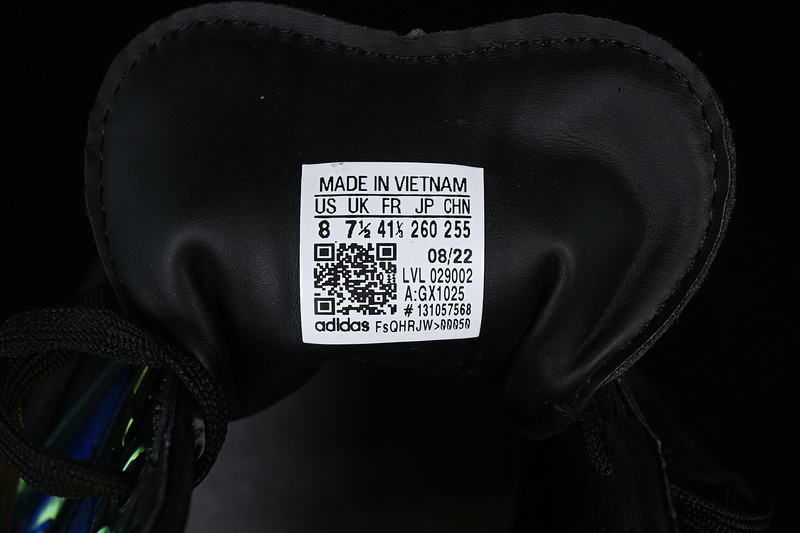 MADE IN VIETNAM
US UK FR JP CHN
8 7½ 41⅓ 260 255
08/22
LVL 029002
A:GX1025
# 131057568
adidas FsQHRJW>00050